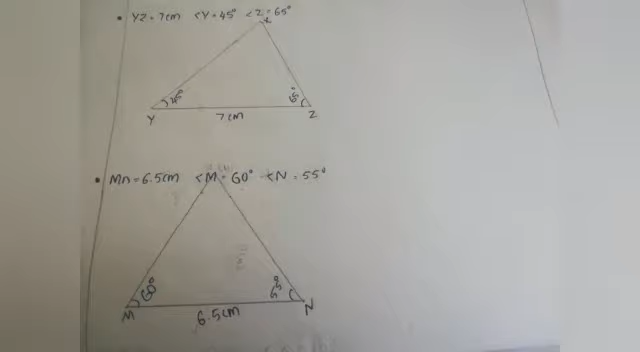 • YZ = 7cm <Y = 45° <Z = 65°
X
45° 65°
Y 7cm Z
• Mn = 6.5cm <M = 60° <N = 55°
60° 55°
M 6.5cm N